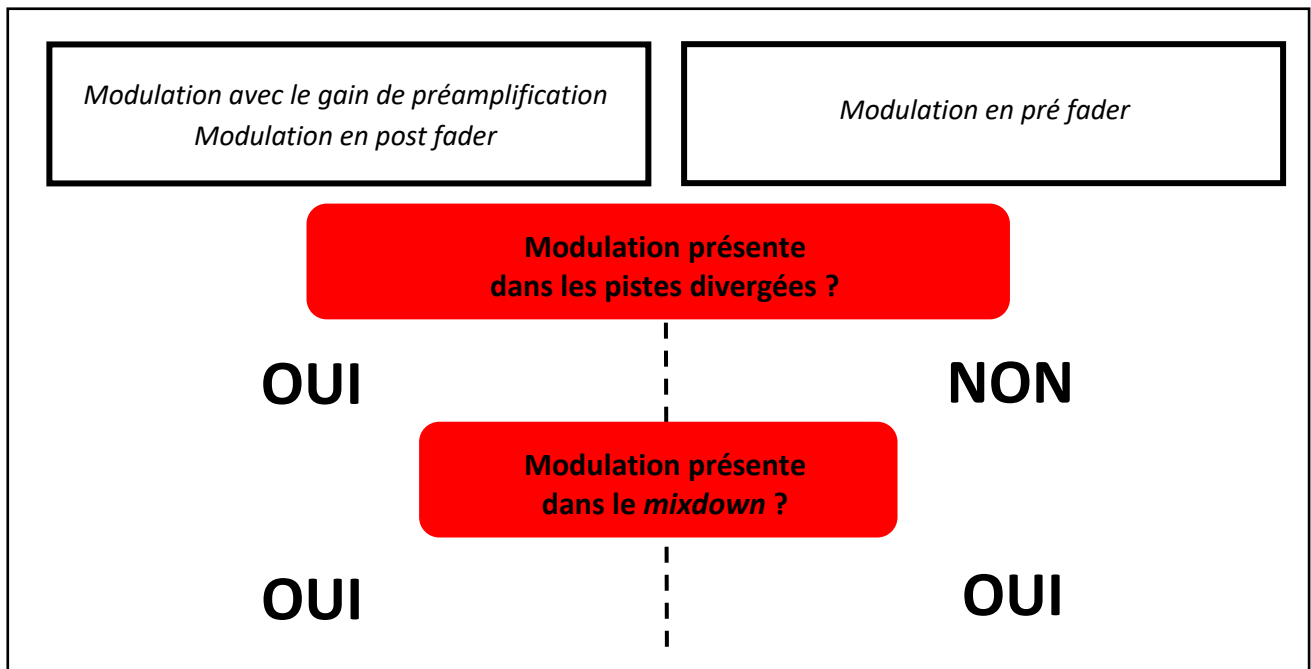 Modulation avec le gain de préamplification
Modulation en post fader
Modulation en pré fader
Modulation présente
dans les pistes divergées ?
OUI
NON
Modulation présente
dans le mixdown ?
OUI
OUI